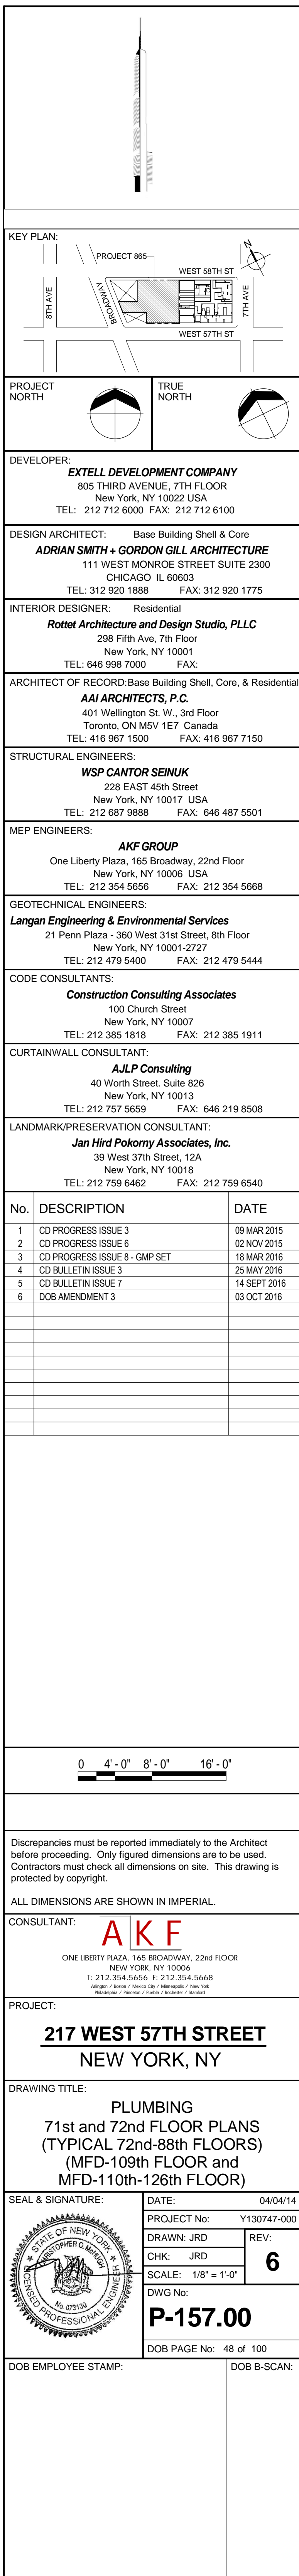 KEY PLAN:
N
PROJECT 865
WEST 58TH ST
8TH AVE
BROADWAY
7TH AVE
WEST 57TH ST
PROJECT
NORTH
TRUE
NORTH
DEVELOPER:
EXTELL DEVELOPMENT COMPANY
805 THIRD AVENUE, 7TH FLOOR
New York, NY 10022 USA
TEL: 212 712 6000 FAX: 212 712 6100
DESIGN ARCHITECT: Base Building Shell & Core
ADRIAN SMITH + GORDON GILL ARCHITECTURE
111 WEST MONROE STREET SUITE 2300
CHICAGO IL 60603
TEL: 312 920 1888 FAX: 312 920 1775
INTERIOR DESIGNER: Residential
Rottet Architecture and Design Studio, PLLC
298 Fifth Ave, 7th Floor
New York, NY 10001
TEL: 646 998 7000 FAX:
ARCHITECT OF RECORD:Base Building Shell, Core, & Residential
AAI ARCHITECTS, P.C.
401 Wellington St. W., 3rd Floor
Toronto, ON M5V 1E7 Canada
TEL: 416 967 1500 FAX: 416 967 7150
STRUCTURAL ENGINEERS:
WSP CANTOR SEINUK
228 EAST 45th Street
New York, NY 10017 USA
TEL: 212 687 9888 FAX: 646 487 5501
MEP ENGINEERS:
AKF GROUP
One Liberty Plaza, 165 Broadway, 22nd Floor
New York, NY 10006 USA
TEL: 212 354 5656 FAX: 212 354 5668
GEOTECHNICAL ENGINEERS:
Langan Engineering & Environmental Services
21 Penn Plaza - 360 West 31st Street, 8th Floor
New York, NY 10001-2727
TEL: 212 479 5400 FAX: 212 479 5444
CODE CONSULTANTS:
Construction Consulting Associates
100 Church Street
New York, NY 10007
TEL: 212 385 1818 FAX: 212 385 1911
CURTAINWALL CONSULTANT:
AJLP Consulting
40 Worth Street. Suite 826
New York, NY 10013
TEL: 212 757 5659 FAX: 646 219 8508
LANDMARK/PRESERVATION CONSULTANT:
Jan Hird Pokorny Associates, Inc.
39 West 37th Street, 12A
New York, NY 10018
TEL: 212 759 6462 FAX: 212 759 6540
No. DESCRIPTION DATE
1 CD PROGRESS ISSUE 3 09 MAR 2015
2 CD PROGRESS ISSUE 6 02 NOV 2015
3 CD PROGRESS ISSUE 8 - GMP SET 18 MAR 2016
4 CD BULLETIN ISSUE 3 25 MAY 2016
5 CD BULLETIN ISSUE 7 14 SEPT 2016
6 DOB AMENDMENT 3 03 OCT 2016
0 4' - 0" 8' - 0" 16' - 0"
Discrepancies must be reported immediately to the Architect
before proceeding. Only figured dimensions are to be used.
Contractors must check all dimensions on site. This drawing is
protected by copyright.
ALL DIMENSIONS ARE SHOWN IN IMPERIAL.
CONSULTANT:
AKF
ONE LIBERTY PLAZA, 165 BROADWAY, 22nd FLOOR
NEW YORK, NY 10006
T: 212.354.5656 F: 212.354.5668
Arlington / Boston / Mexico City / Minneapolis / New York
Philadelphia / Princeton / Puebla / Rochester / Stamford
PROJECT:
217 WEST 57TH STREET
NEW YORK, NY
DRAWING TITLE:
PLUMBING
71st and 72nd FLOOR PLANS
(TYPICAL 72nd-88th FLOORS)
(MFD-109th FLOOR and
MFD-110th-126th FLOOR)
SEAL & SIGNATURE:
STATE OF NEW YORK
No. 075130
LICENSED PROFESSIONAL ENGINEER
DATE: 04/04/14
PROJECT No: Y130747-000
DRAWN: JRD
REV:
6
CHK: JRD
SCALE: 1/8" = 1'-0"
DWG No:
P-157.00
DOB PAGE No: 48 of 100
DOB EMPLOYEE STAMP:
DOB B-SCAN: